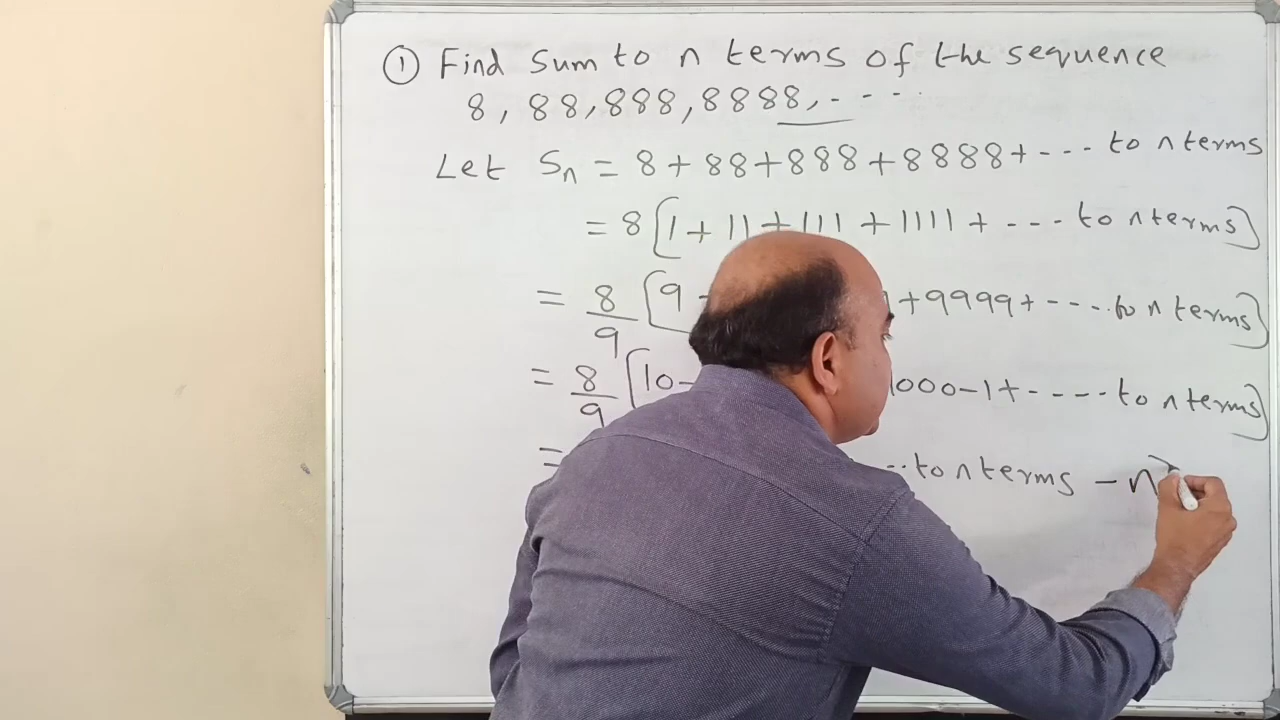 ① Find sum to n terms of the sequence
8, 88, 888, 8888, - - - -
Let Sn = 8 + 88 + 888 + 8888 + - - - - to n terms
= 8 [1 + 11 + 111 + 1111 + - - - - to n terms]
= 8/9 [9 + 9999 + - - - - to n terms]
= 8/9 [10 - 000 - 1 + - - - - - to n terms]
= to n terms - n]